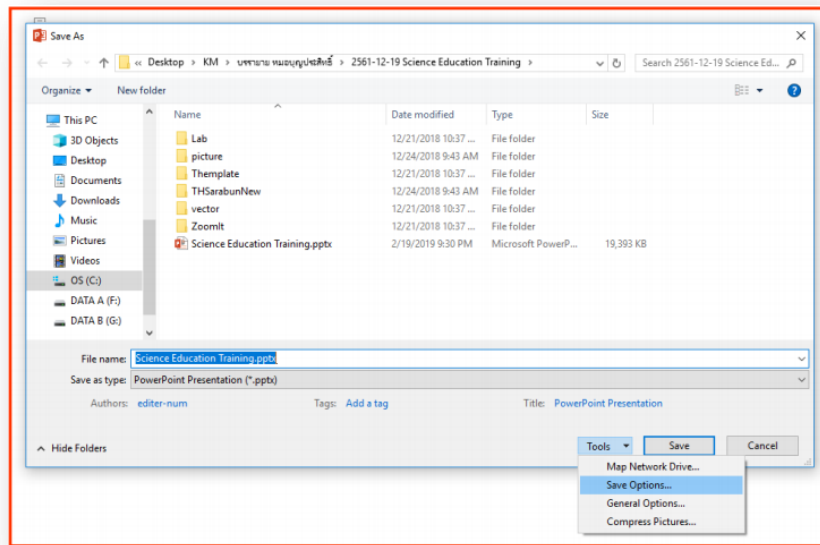 Save As
« Desktop > KM > บรรยาย หมอบุญประสิทธิ์ > 2561-12-19 Science Education Training >
Search 2561-12-19 Science Ed...
Organize
New folder
Name Date modified Type Size
This PC
3D Objects
Desktop
Documents
Downloads
Music
Pictures
Videos
OS (C:)
DATA A (F:)
DATA B (G:)
Lab 12/21/2018 10:37 ... File folder
picture 12/24/2018 9:43 AM File folder
Themplate 12/21/2018 10:37 ... File folder
THSarabunNew 12/24/2018 9:43 AM File folder
vector 12/21/2018 10:37 ... File folder
ZoomIt 12/21/2018 10:37 ... File folder
Science Education Training.pptx 2/19/2019 9:30 PM Microsoft PowerP... 19,393 KB
File name: Science Education Training.pptx
Save as type: PowerPoint Presentation (*.pptx)
Authors: editer-num Tags: Add a tag Title: PowerPoint Presentation
Hide Folders
Tools Save Cancel
Map Network Drive...
Save Options...
General Options...
Compress Pictures...